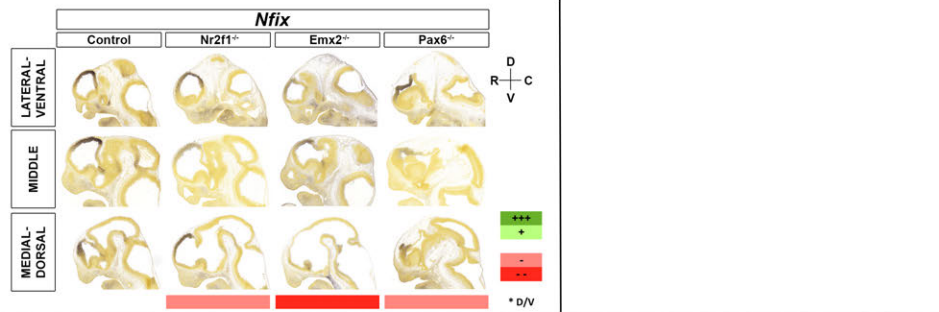 Nfix
Control Nr2f1-/- Emx2-/- Pax6-/-
LATERAL-
VENTRAL
D
R C
V
MIDDLE
MEDIAL-
DORSAL
+++
+
-
--
* D/V